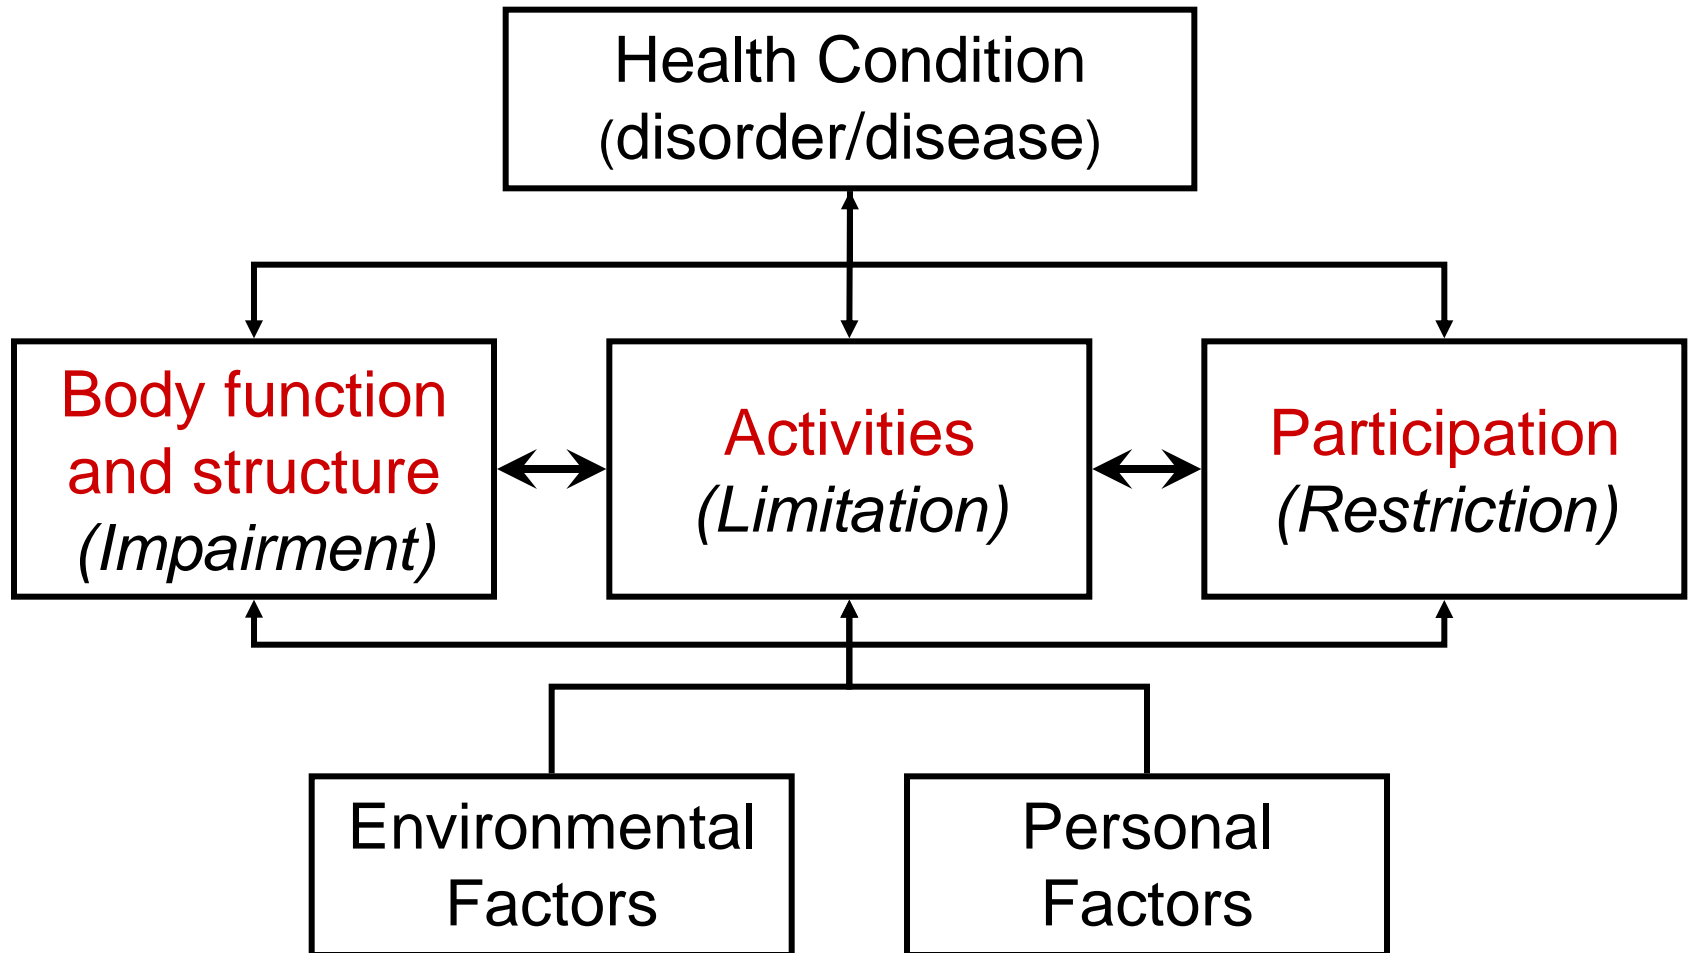 Health Condition
(disorder/disease)
Body function
and structure
(Impairment)
Activities
(Limitation)
Participation
(Restriction)
Environmental
Factors
Personal
Factors